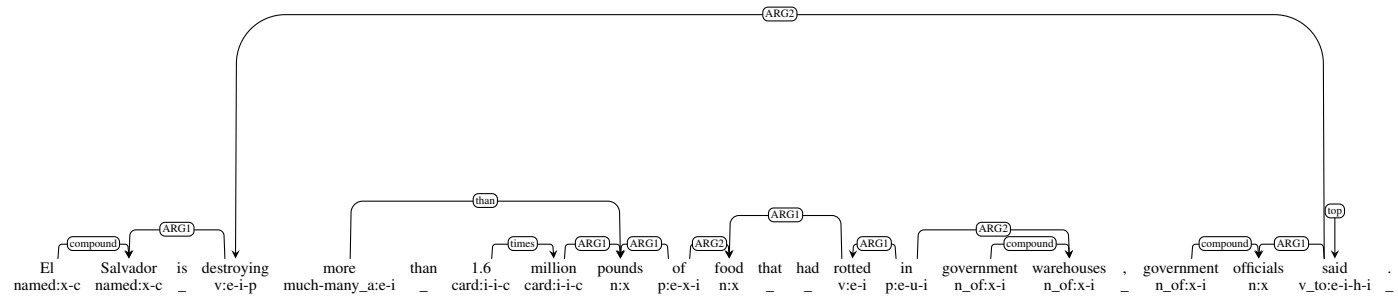 ARG2
than
ARG1
top
ARG1
ARG2
compound
times
ARG1
ARG1
ARG2
ARG1
compound
compound
ARG1
El Salvador is destroying more than 1.6 million pounds of food that had rotted in government warehouses , government officials said .
named:x-c named:x-c _ v:e-i-p much-many_a:e-i _ card:i-i-c card:i-i-c n:x p:e-x-i n:x _ _ v:e-i p:e-u-i n_of:x-i n_of:x-i _ n_of:x-i n:x v_to:e-i-h-i _